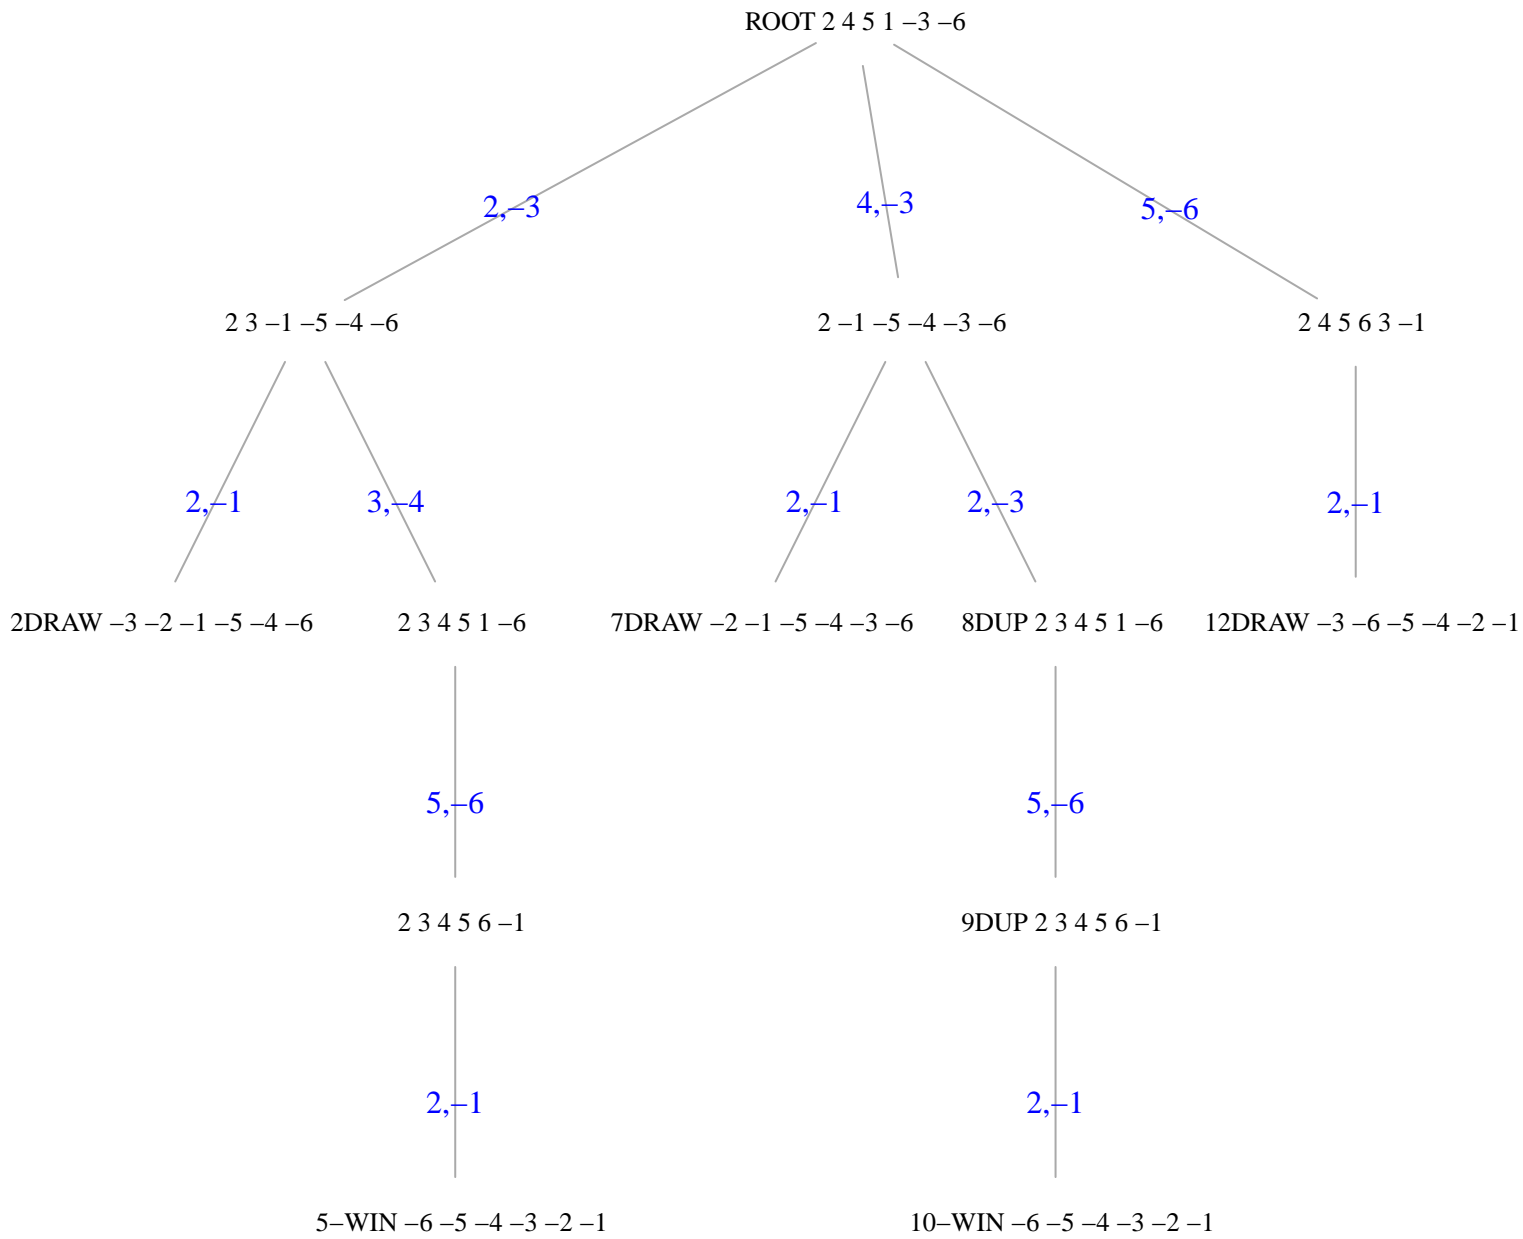 ROOT 2 4 5 1 –3 –6
2,–3
4,–3
5,–6
2 3 –1 –5 –4 –6
2 –1 –5 –4 –3 –6
2 4 5 6 3 –1
2,–1
3,–4
2,–1
2,–3
2,–1
2DRAW –3 –2 –1 –5 –4 –6
2 3 4 5 1 –6
7DRAW –2 –1 –5 –4 –3 –6
8DUP 2 3 4 5 1 –6
12DRAW –3 –6 –5 –4 –2 –1
5,–6
5,–6
2 3 4 5 6 –1
9DUP 2 3 4 5 6 –1
2,–1
2,–1
5–WIN –6 –5 –4 –3 –2 –1
10–WIN –6 –5 –4 –3 –2 –1